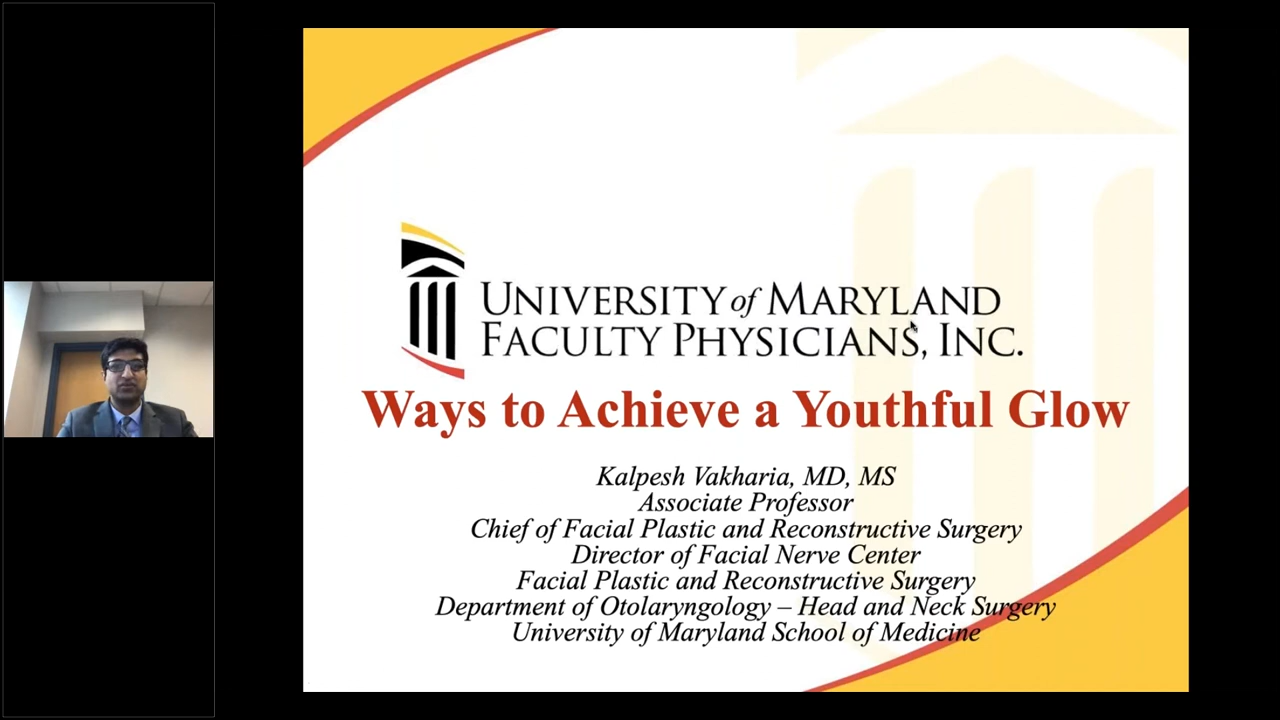 UNIVERSITY of MARYLAND
FACULTY PHYSICIANS, INC.
Ways to Achieve a Youthful Glow
Kalpesh Vakharia, MD, MS
Associate Professor
Chief of Facial Plastic and Reconstructive Surgery
Director of Facial Nerve Center
Facial Plastic and Reconstructive Surgery
Department of Otolaryngology – Head and Neck Surgery
University of Maryland School of Medicine